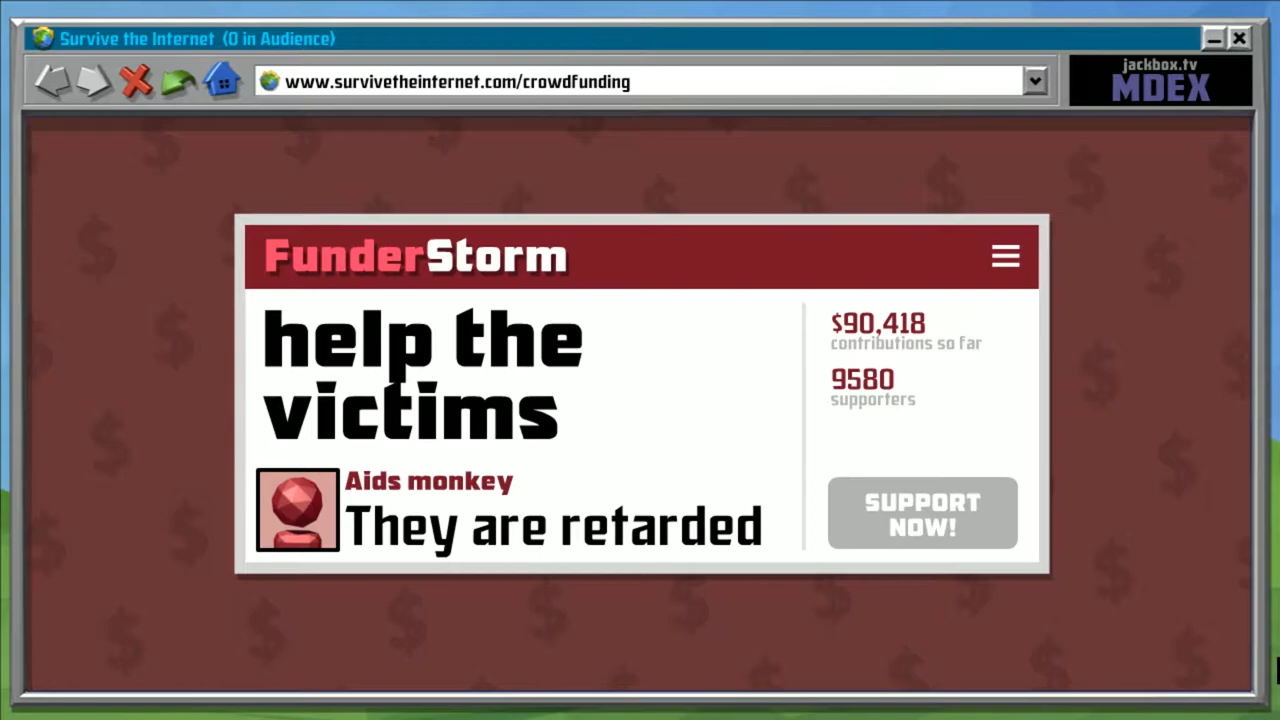 Survive the Internet (0 in Audience)
www.survivetheinternet.com/crowdfunding
jackbox.tv
MDEX
FunderStorm
help the
victims
$90,418
contributions so far
9580
supporters
Aids monkey
They are retarded
SUPPORT
NOW!